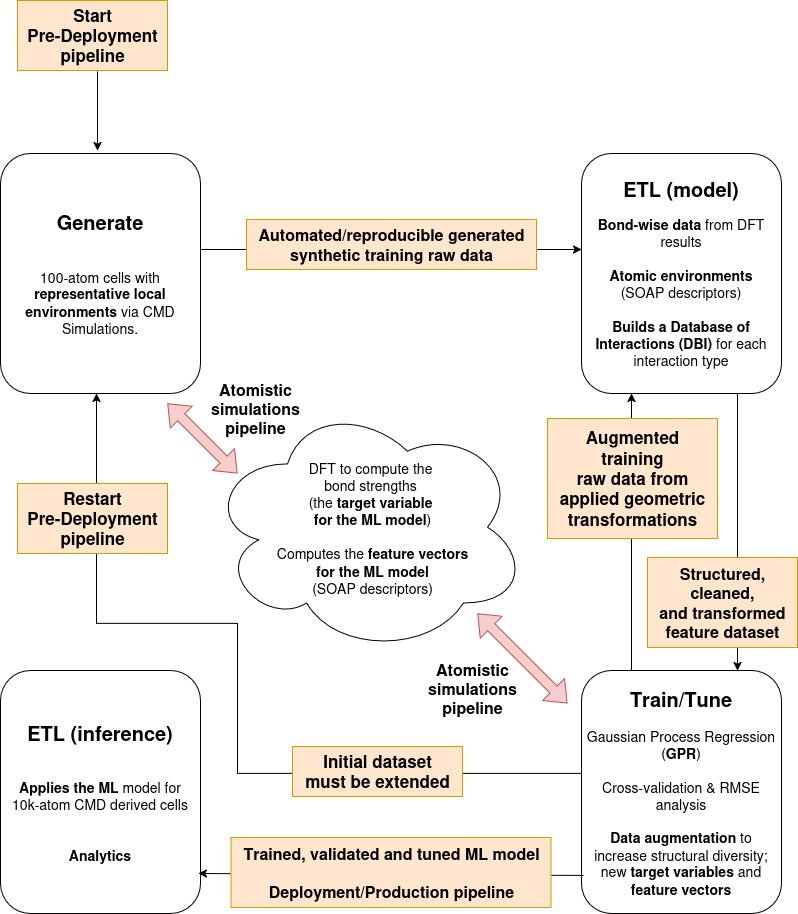 Start
Pre-Deployment
pipeline
Generate
100-atom cells with
representative local
environments via CMD
Simulations.
Automated/reproducible generated
synthetic training raw data
ETL (model)
Bond-wise data from DFT
results
Atomic environments
(SOAP descriptors)
Builds a Database of
Interactions (DBI) for each
interaction type
Atomistic
simulations
pipeline
DFT to compute the
bond strengths
(the target variable
for the ML model)
Computes the feature vectors
for the ML model
(SOAP descriptors)
Augmented
training
raw data from
applied geometric
transformations
Restart
Pre-Deployment
pipeline
Structured,
cleaned,
and transformed
feature dataset
Atomistic
simulations
pipeline
Train/Tune
Gaussian Process Regression
(GPR)
Cross-validation & RMSE
analysis
Data augmentation to
increase structural diversity;
new target variables and
feature vectors
Initial dataset
must be extended
ETL (inference)
Applies the ML model for
10k-atom CMD derived cells
Analytics
Trained, validated and tuned ML model
Deployment/Production pipeline